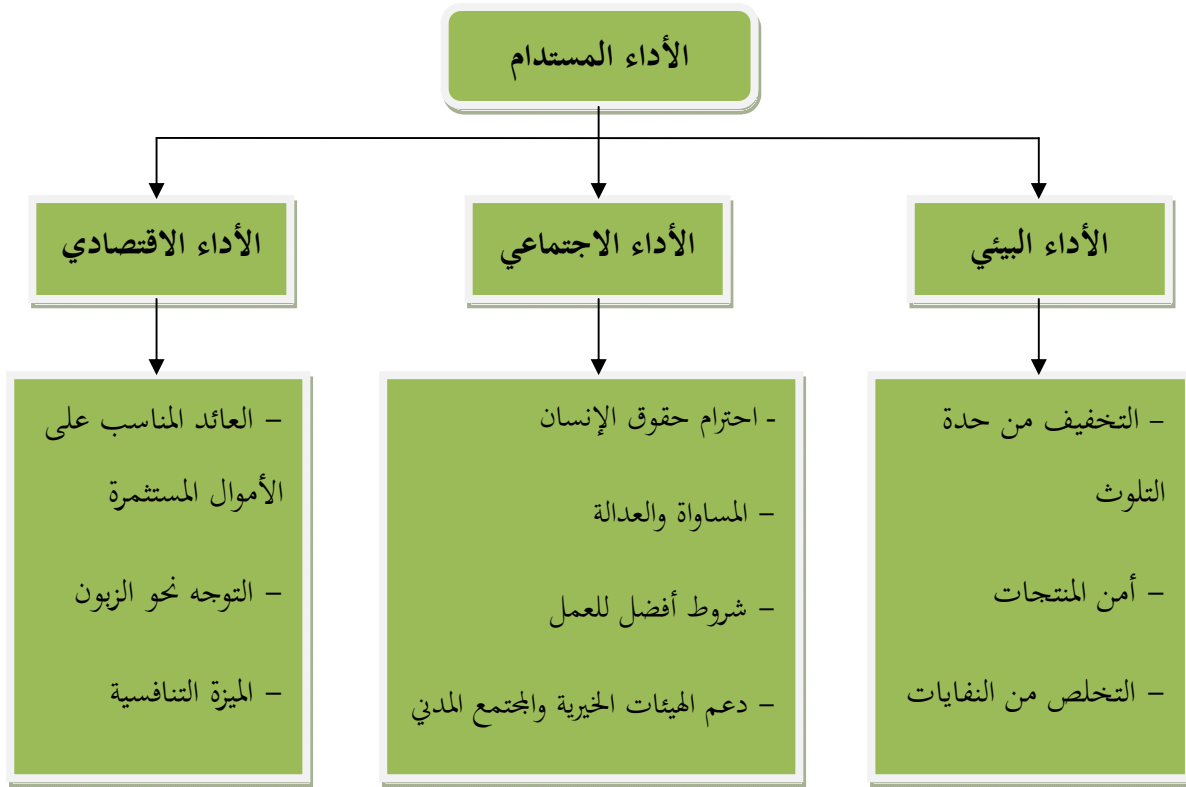 الأداء المستدام
الأداء البيئي
الأداء الاجتماعي
الأداء الاقتصادي
– التخفيف من حدة
التلوث
– أمن المنتجات
– التخلص من النفايات
- احترام حقوق الإنسان
– المساواة والعدالة
– شروط أفضل للعمل
– دعم الهيئات الخيرية والمجتمع المدني
– العائد المناسب على
الأموال المستثمرة
– التوجه نحو الزبون
– الميزة التنافسية